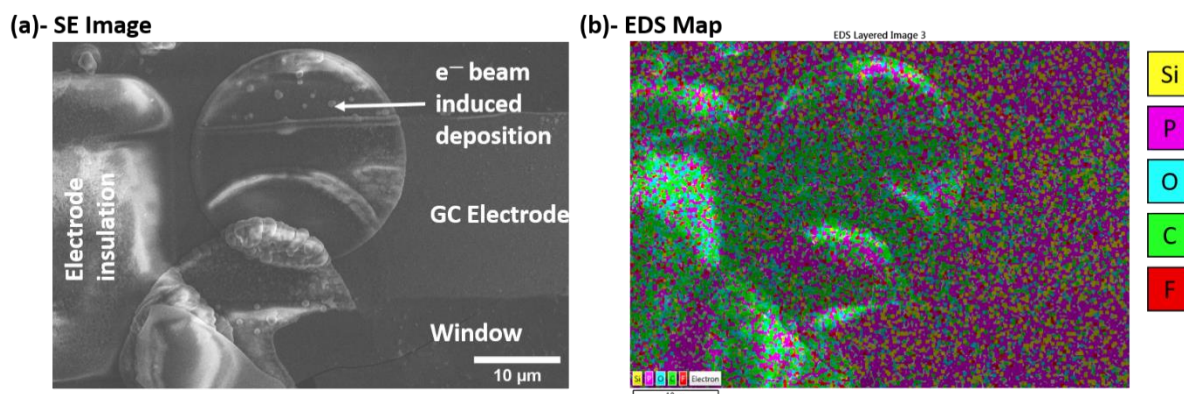 (a)- SE Image
e⁻ beam
induced
deposition
Electrode
insulation
GC Electrode
Window
10 µm
(b)- EDS Map
EDS Layered Image 3
Si
P
O
C
F
Si P O C F Electron